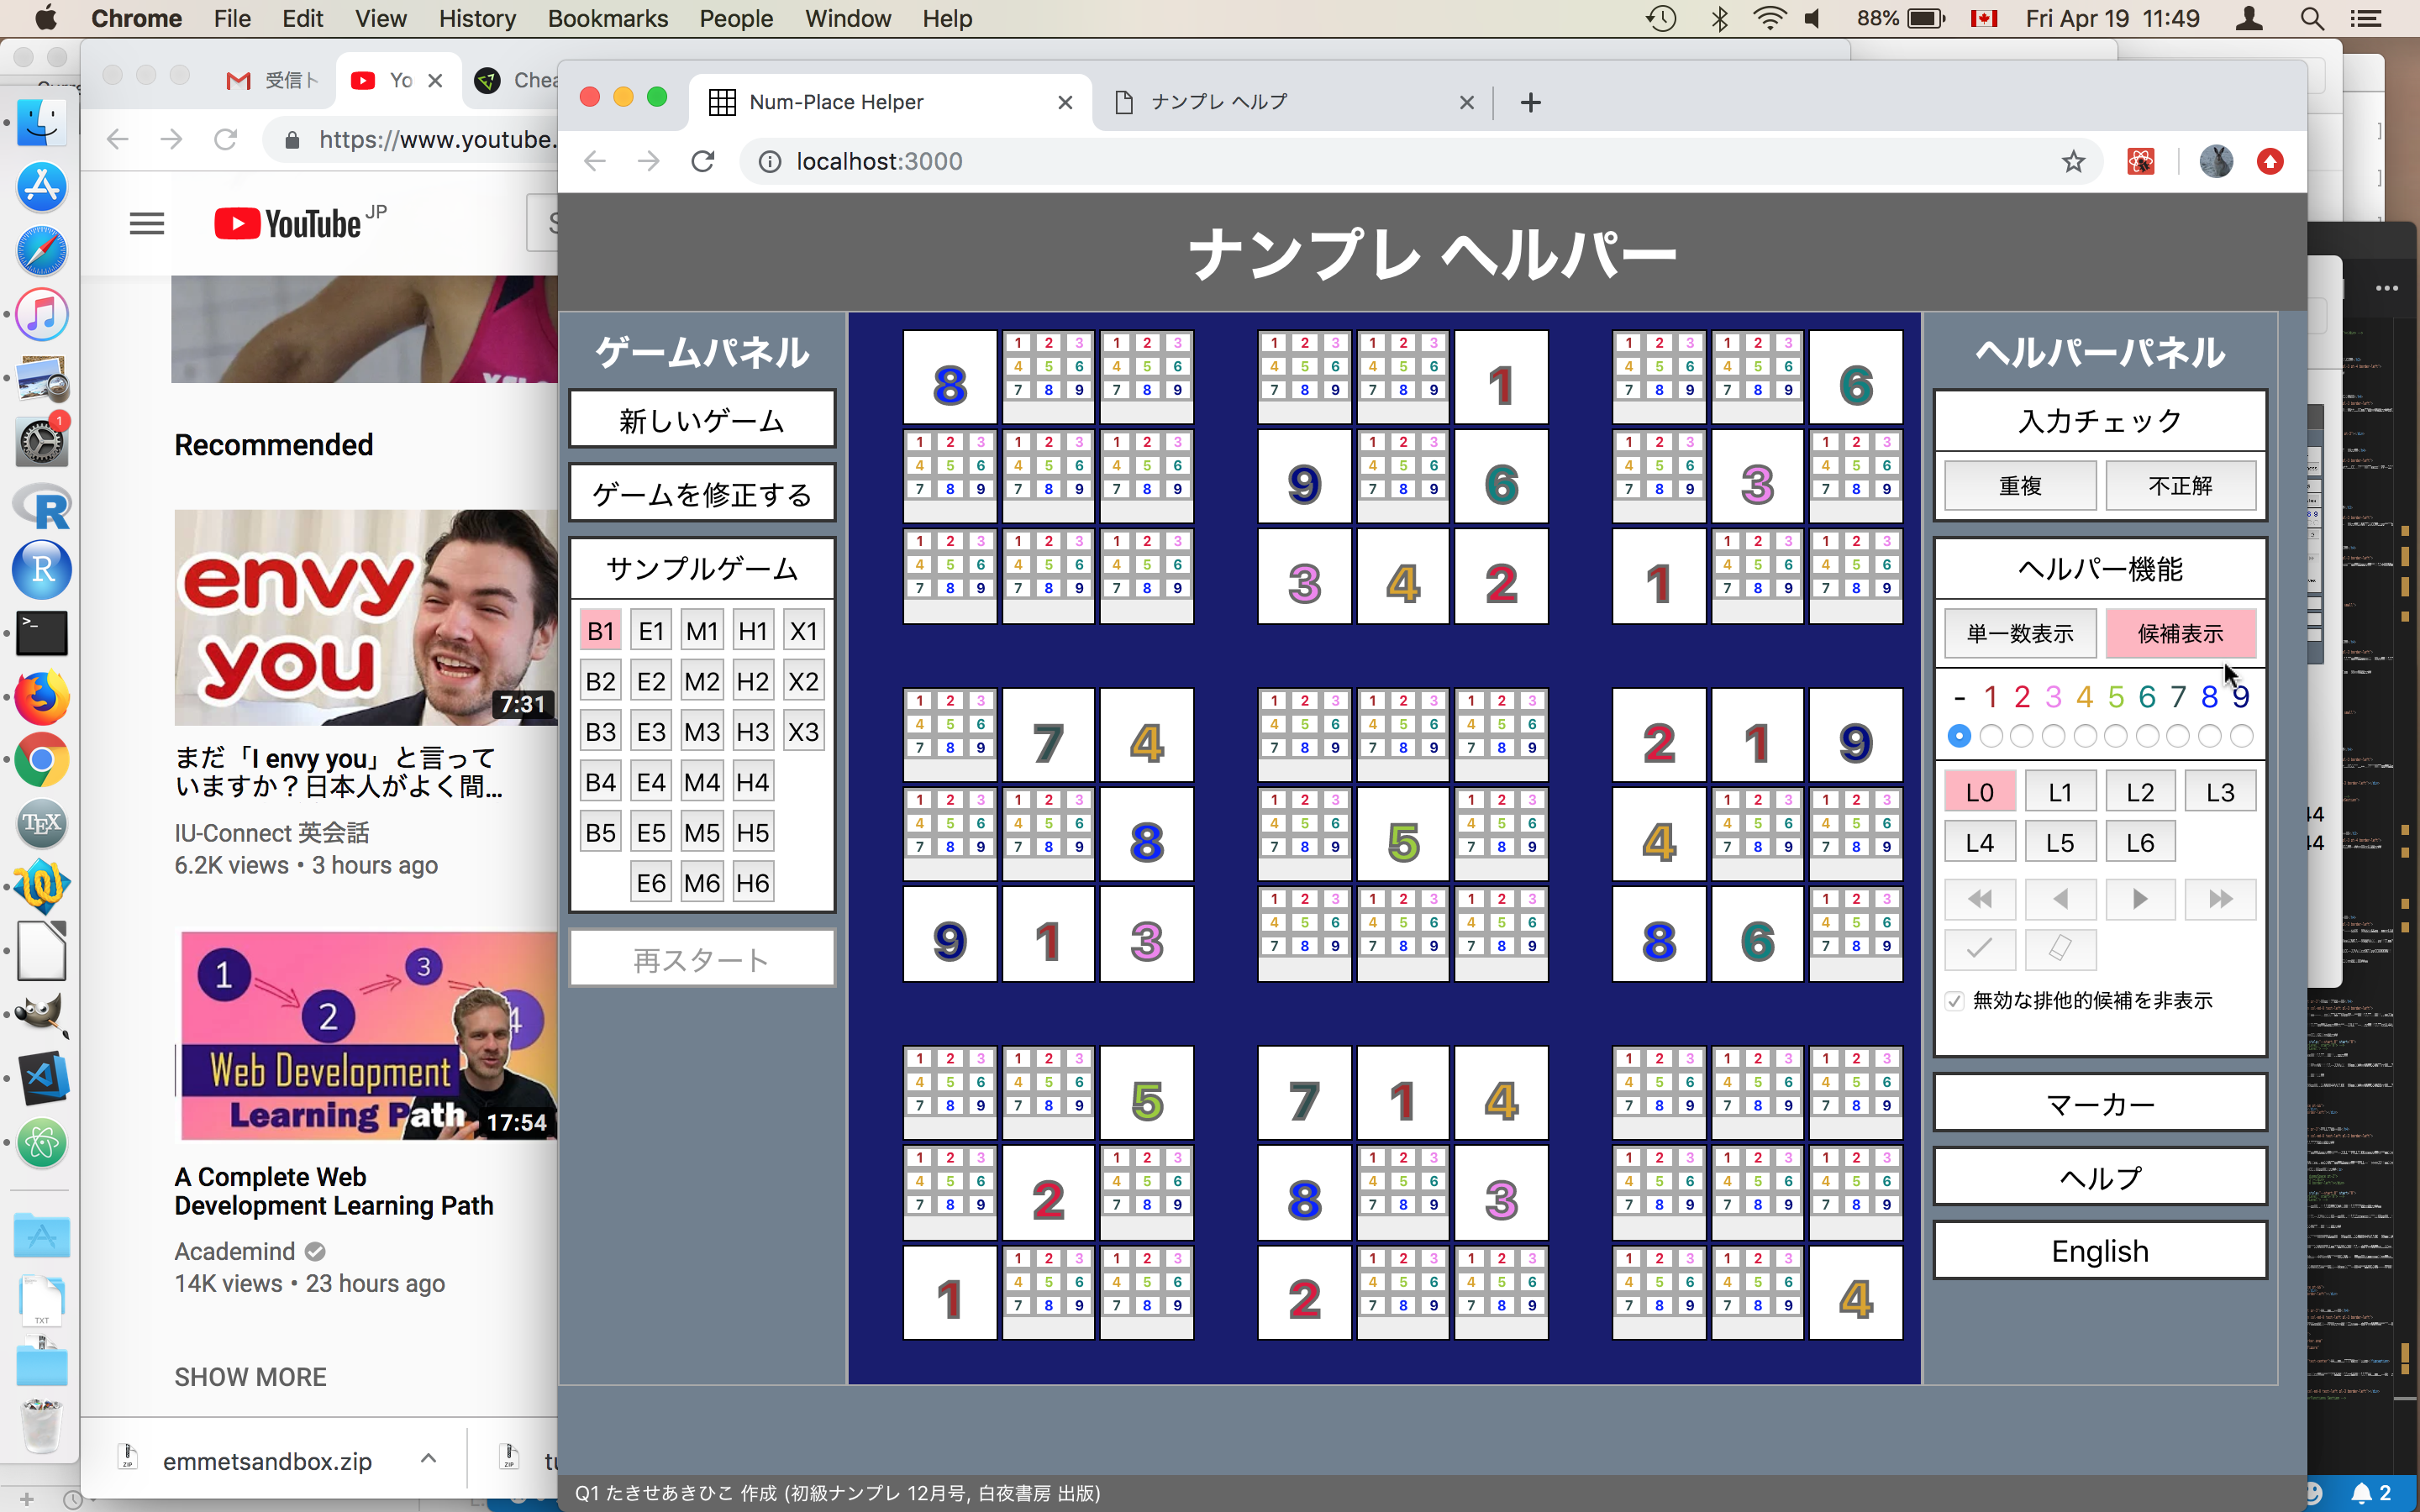 Chrome File Edit View History Bookmarks People Window Help 88% Fri Apr 19 11:49
受信ト Yo Chea
https://www.youtube.
YouTube JP
Recommended
envy
you
7:31
まだ「I envy you」と言って
いますか？日本人がよく間...
IU-Connect 英会話
6.2K views • 3 hours ago
1 2 3 4
Web Development
Learning Path 17:54
A Complete Web
Development Learning Path
Academind
14K views • 23 hours ago
SHOW MORE
emmetsandbox.zip
Num-Place Helper ナンプレ ヘルプ
localhost:3000
ナンプレ ヘルパー
ゲームパネル
新しいゲーム
ゲームを修正する
サンプルゲーム
B1 E1 M1 H1 X1
B2 E2 M2 H2 X2
B3 E3 M3 H3 X3
B4 E4 M4 H4
B5 E5 M5 H5
E6 M6 H6
再スタート
8 1 6
9 6 3
3 4 2 1
7 4 2 1 9
8 5 4
9 1 3 8 6
5 7 1 4
2 8 3
1 2 4
ヘルパーパネル
入力チェック
重複 不正解
ヘルパー機能
単一数表示 候補表示
- 1 2 3 4 5 6 7 8 9
L0 L1 L2 L3
L4 L5 L6
無効な排他的候補を非表示
マーカー
ヘルプ
English
Q1 たきせあきひこ 作成 (初級ナンプレ 12月号, 白夜書房 出版)
2